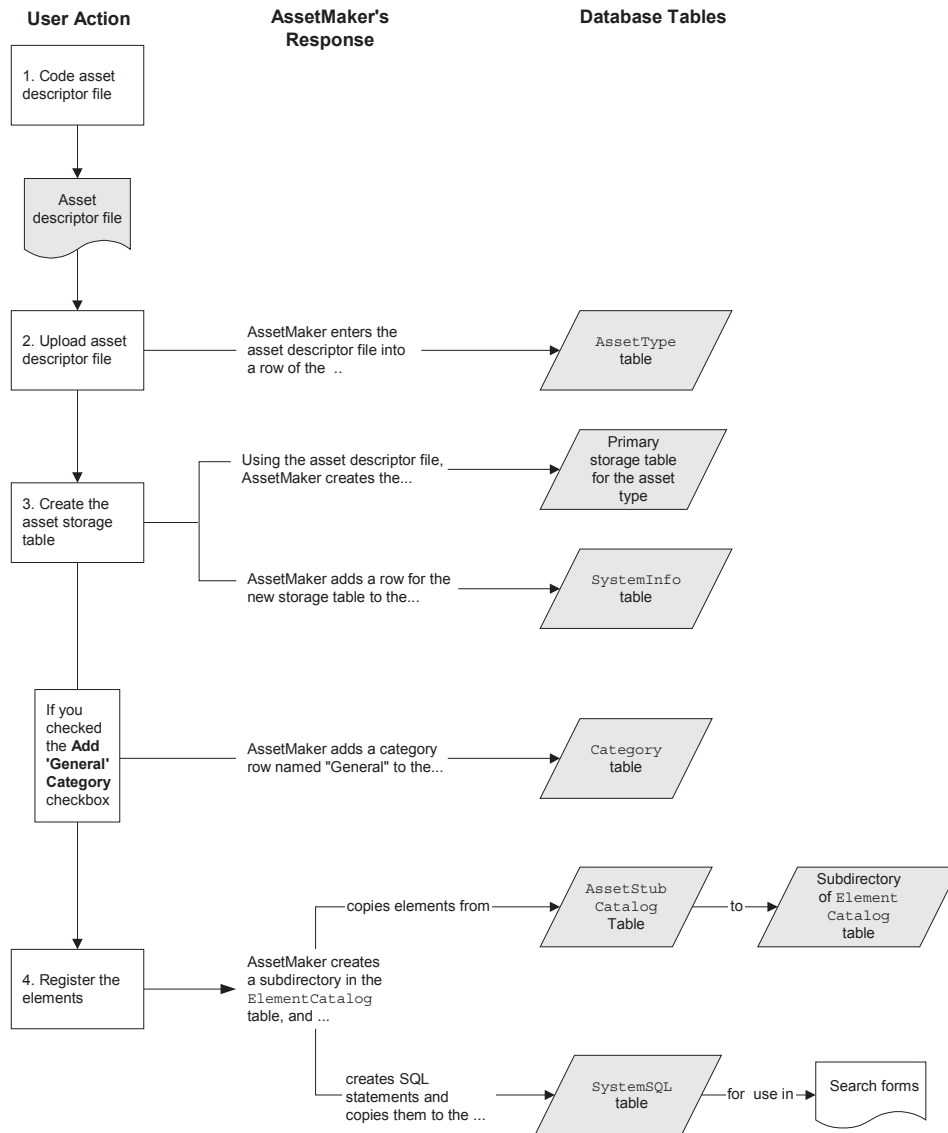 User Action
AssetMaker's
Response
Database Tables
1. Code asset
descriptor file
Asset
descriptor file
2. Upload asset
descriptor file
AssetMaker enters the
asset descriptor file into
a row of the ..
AssetType
table
Using the asset descriptor file,
AssetMaker creates the...
Primary
storage table
for the asset
type
3. Create the
asset storage
table
AssetMaker adds a row for the
new storage table to the...
SystemInfo
table
If you
checked
the Add
'General'
Category
checkbox
AssetMaker adds a category
row named "General" to the...
Category
table
copies elements from
AssetStub
Catalog
Table
to
Subdirectory
of Element
Catalog
table
4. Register the
elements
AssetMaker creates
a subdirectory in the
ElementCatalog
table, and ...
creates SQL
statements and
copies them to the ...
SystemSQL
table
for use in
Search forms